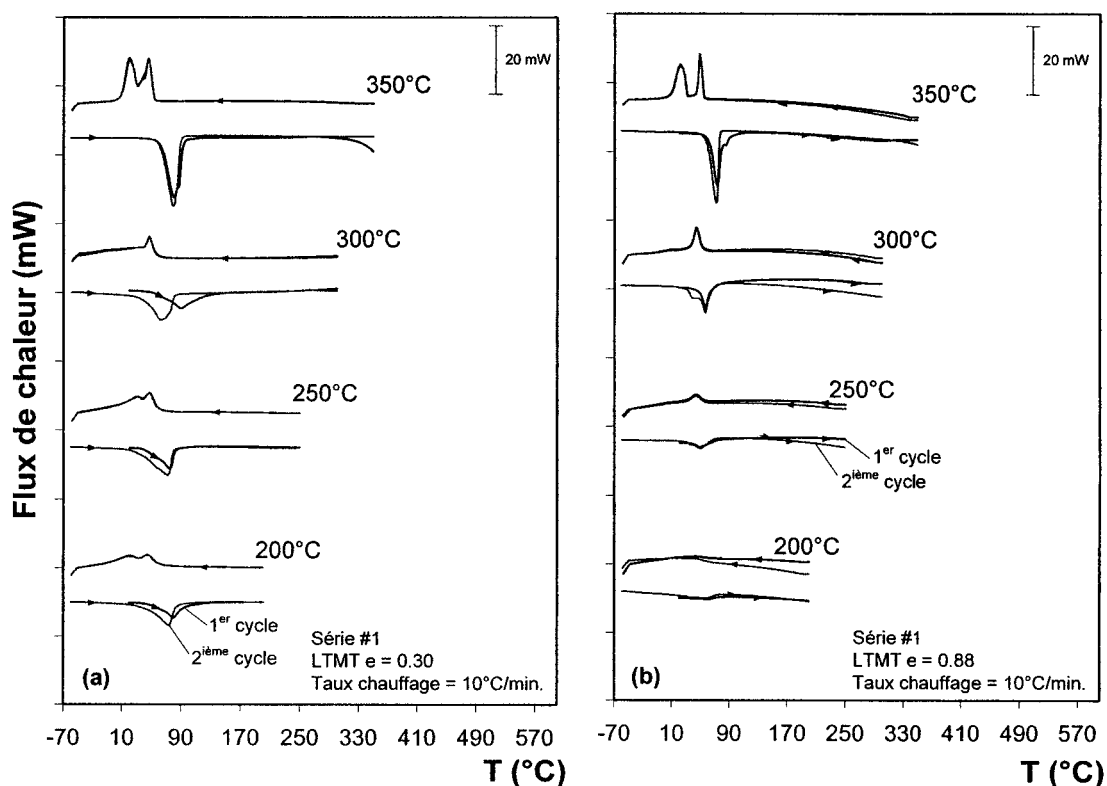 Flux de chaleur (mW)
20 mW
350°C
300°C
250°C
200°C
1er cycle
2ième cycle
(a)
Série #1
LTMT e = 0.30
Taux chauffage = 10°C/min.
-70 10 90 170 250 330 410 490 570
T (°C)
20 mW
350°C
300°C
250°C
1er cycle
2ième cycle
200°C
(b)
Série #1
LTMT e = 0.88
Taux chauffage = 10°C/min.
-70 10 90 170 250 330 410 490 570
T (°C)